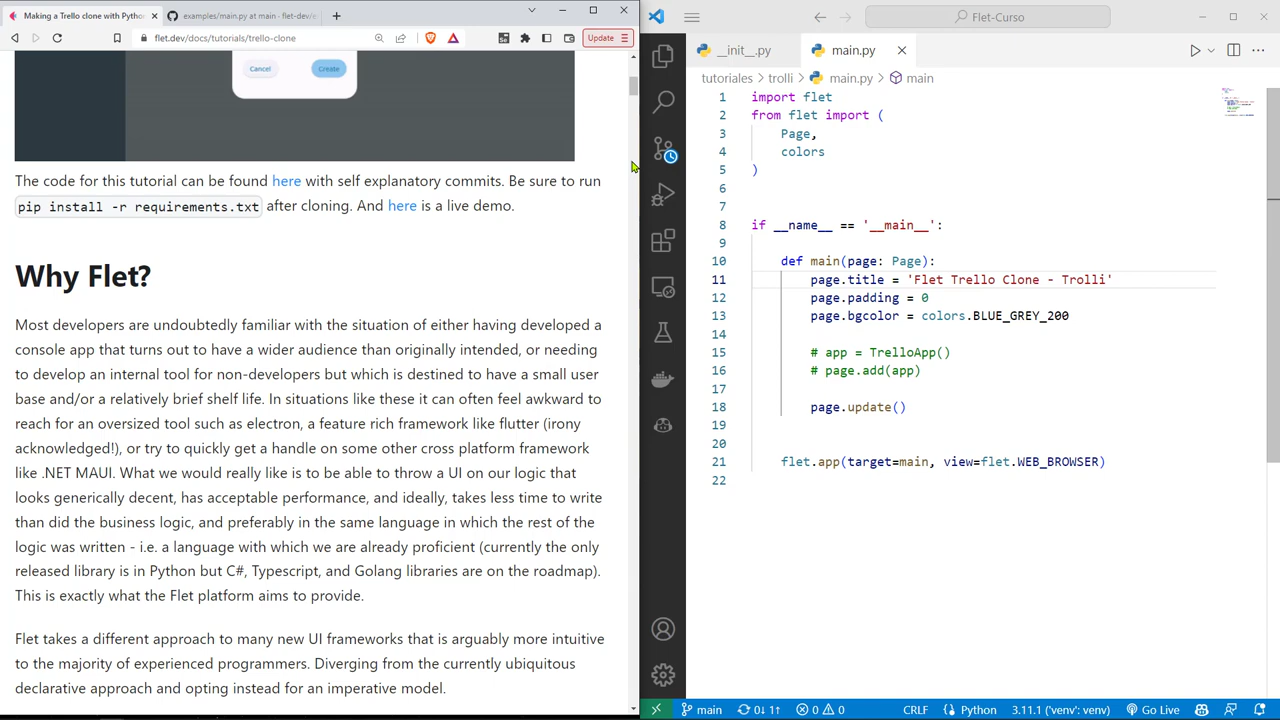 Making a Trello clone with Python
examples/main.py at main · flet-dev/e
flet.dev/docs/tutorials/trello-clone
Update
Cancel
Create
The code for this tutorial can be found here with self explanatory commits. Be sure to run
pip install -r requirements.txt after cloning. And here is a live demo.
Why Flet?
Most developers are undoubtedly familiar with the situation of either having developed a
console app that turns out to have a wider audience than originally intended, or needing
to develop an internal tool for non-developers but which is destined to have a small user
base and/or a relatively brief shelf life. In situations like these it can often feel awkward to
reach for an oversized tool such as electron, a feature rich framework like flutter (irony
acknowledged!), or try to quickly get a handle on some other cross platform framework
like .NET MAUI. What we would really like is to be able to throw a UI on our logic that
looks generically decent, has acceptable performance, and ideally, takes less time to write
than did the business logic, and preferably in the same language in which the rest of the
logic was written - i.e. a language with which we are already proficient (currently the only
released library is in Python but C#, Typescript, and Golang libraries are on the roadmap).
This is exactly what the Flet platform aims to provide.
Flet takes a different approach to many new UI frameworks that is arguably more intuitive
to the majority of experienced programmers. Diverging from the currently ubiquitous
declarative approach and opting instead for an imperative model.
Flet-Curso
__init__.py
main.py
tutoriales > trolli > main.py > main
1 import flet
2 from flet import (
3 Page,
4 colors
5 )
6
7
8 if __name__ == '__main__':
9
10 def main(page: Page):
11 page.title = 'Flet Trello Clone - Trolli'
12 page.padding = 0
13 page.bgcolor = colors.BLUE_GREY_200
14
15 # app = TrelloApp()
16 # page.add(app)
17
18 page.update()
19
20
21 flet.app(target=main, view=flet.WEB_BROWSER)
22
main 0↓ 1↑ 0 0 CRLF Python 3.11.1 ('venv': venv) Go Live